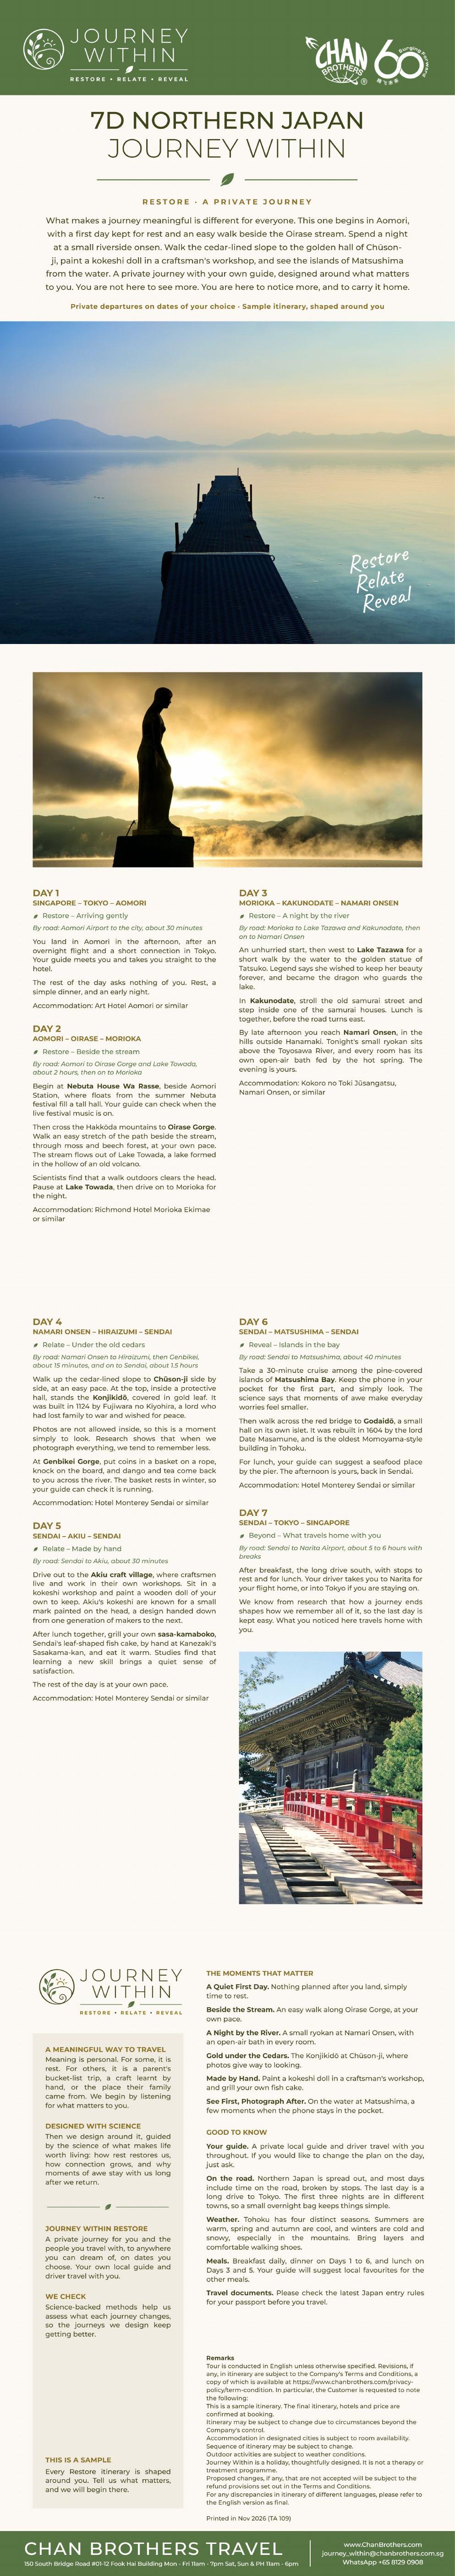 JOURNEY
WITHIN
RESTORE • RELATE • REVEAL
CHAN
BROTHERS
60
7D NORTHERN JAPAN
JOURNEY WITHIN
RESTORE · A PRIVATE JOURNEY
What makes a journey meaningful is different for everyone. This one begins in Aomori,
with a first day kept for rest and an easy walk beside the Oirase stream. Spend a night
at a small riverside onsen. Walk the cedar-lined slope to the golden hall of Chūson-
ji, paint a kokeshi doll in a craftsman's workshop, and see the islands of Matsushima
from the water. A private journey with your own guide, designed around what matters
to you. You are not here to see more. You are here to notice more, and to carry it home.
Private departures on dates of your choice · Sample itinerary, shaped around you
Restore
Relate
Reveal
DAY 1
SINGAPORE – TOKYO – AOMORI
Restore – Arriving gently
By road: Aomori Airport to the city, about 30 minutes
You land in Aomori in the afternoon, after an
overnight flight and a short connection in Tokyo.
Your guide meets you and takes you straight to the
hotel.
The rest of the day asks nothing of you. Rest, a
simple dinner, and an early night.
Accommodation: Art Hotel Aomori or similar
DAY 2
AOMORI – OIRASE – MORIOKA
Restore – Beside the stream
By road: Aomori to Oirase Gorge and Lake Towada,
about 2 hours, then on to Morioka
Begin at Nebuta House Wa Rasse, beside Aomori
Station, where floats from the summer Nebuta
festival fill a tall hall. Your guide can check when the
live festival music is on.
Then cross the Hakkōda mountains to Oirase Gorge.
Walk an easy stretch of the path beside the stream,
through moss and beech forest, at your own pace.
The stream flows out of Lake Towada, a lake formed
in the hollow of an old volcano.
Scientists find that a walk outdoors clears the head.
Pause at Lake Towada, then drive on to Morioka for
the night.
Accommodation: Richmond Hotel Morioka Ekimae
or similar
DAY 3
MORIOKA – KAKUNODATE – NAMARI ONSEN
Restore – A night by the river
By road: Morioka to Lake Tazawa and Kakunodate, then
on to Namari Onsen
An unhurried start, then west to Lake Tazawa for a
short walk by the water to the golden statue of
Tatsuko. Legend says she wished to keep her beauty
forever, and became the dragon who guards the
lake.
In Kakunodate, stroll the old samurai street and
step inside one of the samurai houses. Lunch is
together, before the road turns east.
By late afternoon you reach Namari Onsen, in the
hills outside Hanamaki. Tonight's small ryokan sits
above the Toyosawa River, and every room has its
own open-air bath fed by the hot spring. The
evening is yours.
Accommodation: Kokoro no Toki Jūsangatsu,
Namari Onsen, or similar
DAY 4
NAMARI ONSEN – HIRAIZUMI – SENDAI
Relate – Under the old cedars
By road: Namari Onsen to Hiraizumi, then Genbikei,
about 15 minutes, and on to Sendai, about 1.5 hours
Walk up the cedar-lined slope to Chūson-ji side by
side, at an easy pace. At the top, inside a protective
hall, stands the Konjikidō, covered in gold leaf. It
was built in 1124 by Fujiwara no Kiyohira, a lord who
had lost family to war and wished for peace.
Photos are not allowed inside, so this is a moment
simply to look. Research shows that when we
photograph everything, we tend to remember less.
At Genbikei Gorge, put coins in a basket on a rope,
knock on the board, and dango and tea come back
to you across the river. The basket rests in winter, so
your guide can check it is running.
Accommodation: Hotel Monterey Sendai or similar
DAY 5
SENDAI – AKIU – SENDAI
Relate – Made by hand
By road: Sendai to Akiu, about 30 minutes
Drive out to the Akiu craft village, where craftsmen
live and work in their own workshops. Sit in a
kokeshi workshop and paint a wooden doll of your
own to keep. Akiu's kokeshi are known for a small
mark painted on the head, a design handed down
from one generation of makers to the next.
After lunch together, grill your own sasa-kamaboko,
Sendai's leaf-shaped fish cake, by hand at Kanezaki's
Sasakama-kan, and eat it warm. Studies find that
learning a new skill brings a quiet sense of
satisfaction.
The rest of the day is at your own pace.
Accommodation: Hotel Monterey Sendai or similar
DAY 6
SENDAI – MATSUSHIMA – SENDAI
Reveal – Islands in the bay
By road: Sendai to Matsushima, about 40 minutes
Take a 30-minute cruise among the pine-covered
islands of Matsushima Bay. Keep the phone in your
pocket for the first part, and simply look. The
science says that moments of awe make everyday
worries feel smaller.
Then walk across the red bridge to Godaidō, a small
hall on its own islet. It was rebuilt in 1604 by the lord
Date Masamune, and is the oldest Momoyama-style
building in Tohoku.
For lunch, your guide can suggest a seafood place
by the pier. The afternoon is yours, back in Sendai.
Accommodation: Hotel Monterey Sendai or similar
DAY 7
SENDAI – TOKYO – SINGAPORE
Beyond – What travels home with you
By road: Sendai to Narita Airport, about 5 to 6 hours with
breaks
After breakfast, the long drive south, with stops to
rest and for lunch. Your driver takes you to Narita for
your flight home, or into Tokyo if you are staying on.
We know from research that how a journey ends
shapes how we remember all of it, so the last day is
kept easy. What you noticed here travels home with
you.
JOURNEY
WITHIN
RESTORE • RELATE • REVEAL
A MEANINGFUL WAY TO TRAVEL
Meaning is personal. For some, it is
rest. For others, it is a parent's
bucket-list trip, a craft learnt by
hand, or the place their family
came from. We begin by listening
for what matters to you.
DESIGNED WITH SCIENCE
Then we design around it, guided
by the science of what makes life
worth living: how rest restores us,
how connection grows, and why
moments of awe stay with us long
after we return.
JOURNEY WITHIN RESTORE
A private journey for you and the
people you travel with, to anywhere
you can dream of, on dates you
choose. Your own local guide and
driver travel with you.
WE CHECK
Science-backed methods help us
assess what each journey changes,
so the journeys we design keep
getting better.
THIS IS A SAMPLE
Every Restore itinerary is shaped
around you. Tell us what matters,
and we will begin there.
THE MOMENTS THAT MATTER
A Quiet First Day. Nothing planned after you land, simply
time to rest.
Beside the Stream. An easy walk along Oirase Gorge, at your
own pace.
A Night by the River. A small ryokan at Namari Onsen, with
an open-air bath in every room.
Gold under the Cedars. The Konjikidō at Chūson-ji, where
photos give way to looking.
Made by Hand. Paint a kokeshi doll in a craftsman's workshop,
and grill your own fish cake.
See First, Photograph After. On the water at Matsushima, a
few moments when the phone stays in the pocket.
GOOD TO KNOW
Your guide. A private local guide and driver travel with you
throughout. If you would like to change the plan on the day,
just ask.
On the road. Northern Japan is spread out, and most days
include time on the road, broken by stops. The last day is a
long drive to Tokyo. The first three nights are in different
towns, so a small overnight bag keeps things simple.
Weather. Tohoku has four distinct seasons. Summers are
warm, spring and autumn are cool, and winters are cold and
snowy, especially in the mountains. Bring layers and
comfortable walking shoes.
Meals. Breakfast daily, dinner on Days 1 to 6, and lunch on
Days 3 and 5. Your guide will suggest local favourites for the
other meals.
Travel documents. Please check the latest Japan entry rules
for your passport before you travel.
Remarks
Tour is conducted in English unless otherwise specified. Revisions, if
any, in itinerary are subject to the Company's Terms and Conditions, a
copy of which is available at https://www.chanbrothers.com/privacy-
policy/term-condition. In particular, the Customer is requested to note
the following:
This is a sample itinerary. The final itinerary, hotels and price are
confirmed at booking.
Itinerary may be subject to change due to circumstances beyond the
Company's control.
Accommodation in designated cities is subject to room availability.
Sequence of itinerary may be subject to change.
Outdoor activities are subject to weather conditions.
Journey Within is a holiday, thoughtfully designed. It is not a therapy or
treatment programme.
Proposed changes, if any, that are not accepted will be subject to the
refund provisions set out in the Terms and Conditions.
For any discrepancies in itinerary of different languages, please refer to
the English version as final.
Printed in Nov 2026 (TA 109)
CHAN BROTHERS TRAVEL
150 South Bridge Road #01-12 Fook Hai Building Mon - Fri 11am - 7pm Sat, Sun & PH 11am - 6pm
www.ChanBrothers.com
journey_within@chanbrothers.com.sg
WhatsApp +65 8129 0908